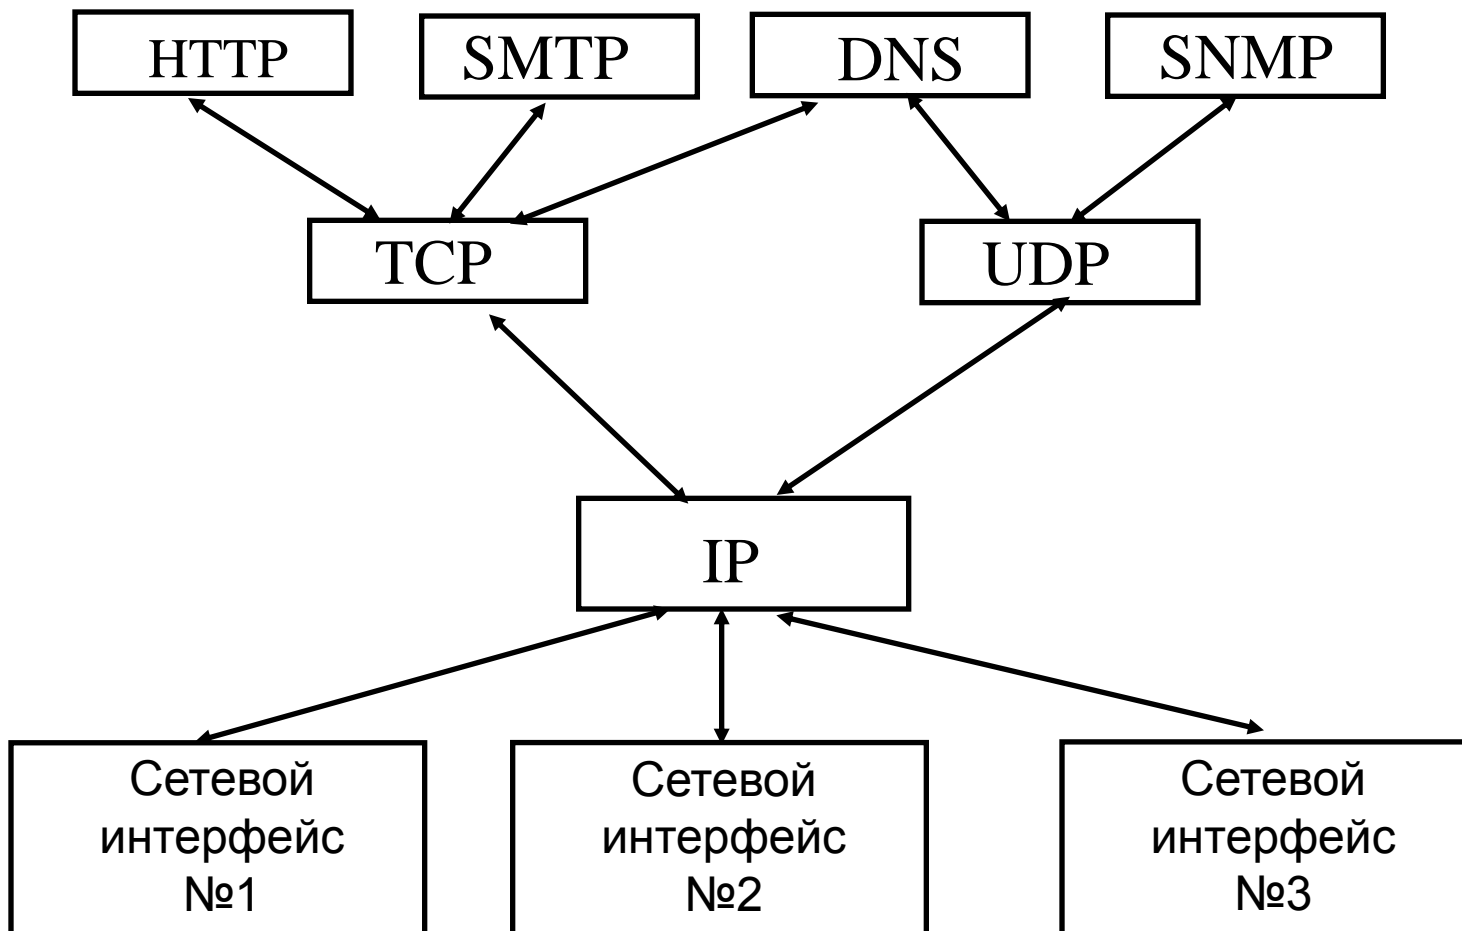 HTTP
SMTP
DNS
SNMP
TCP
UDP
IP
Сетевой
интерфейс
№1
Сетевой
интерфейс
№2
Сетевой
интерфейс
№3